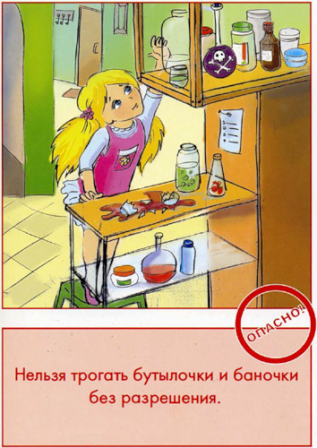 ОПАСНО!
Нельзя трогать бутылочки и баночки
без разрешения.